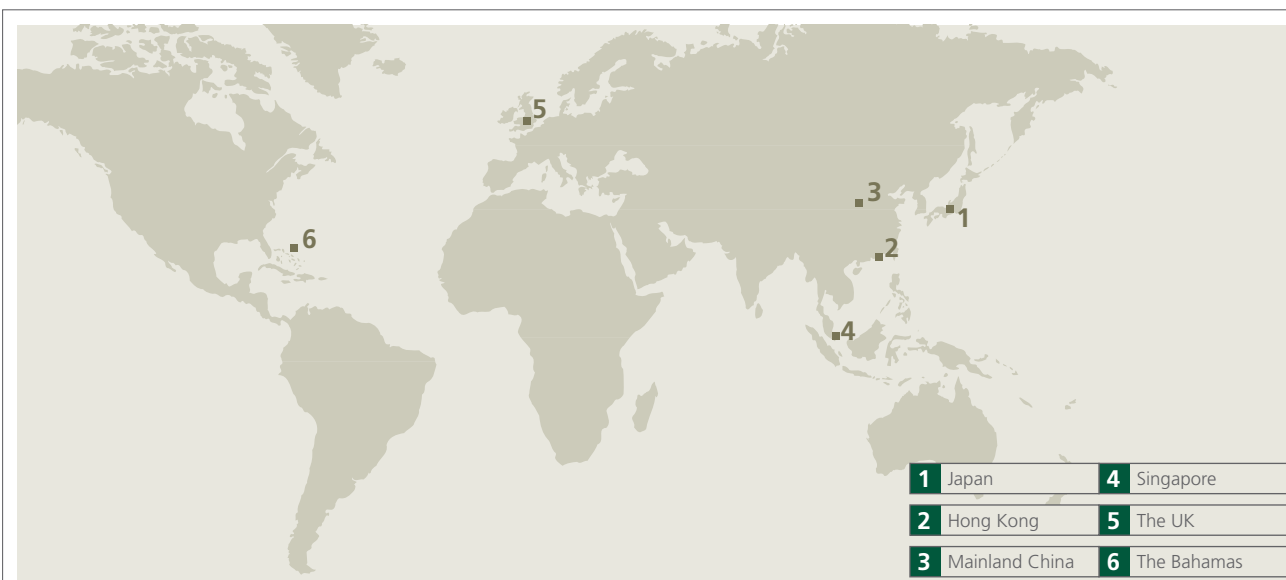 5
3
1
2
6
4
1 Japan
4 Singapore
2 Hong Kong
5 The UK
3 Mainland China
6 The Bahamas